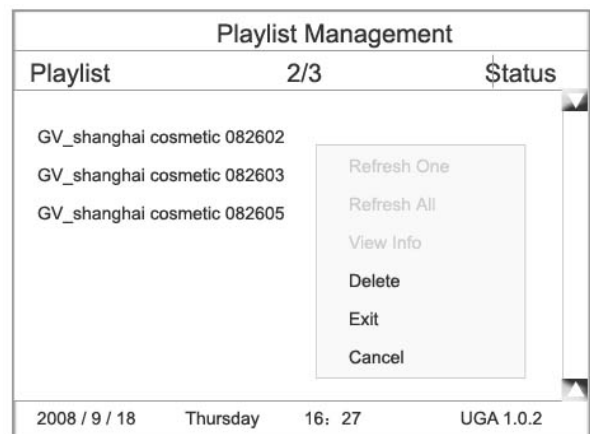 Playlist Management
Playlist 2/3 Status
GV_shanghai cosmetic 082602
GV_shanghai cosmetic 082603
GV_shanghai cosmetic 082605
Refresh One
Refresh All
View Info
Delete
Exit
Cancel
2008 / 9 / 18 Thursday 16：27 UGA 1.0.2